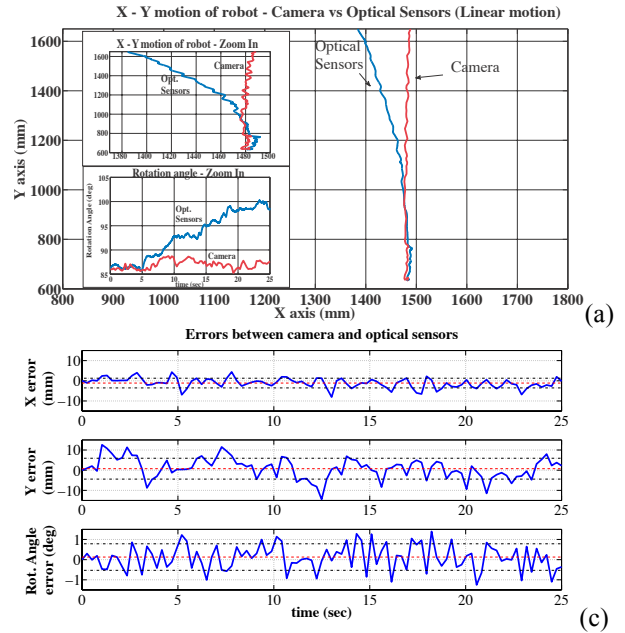 X - Y motion of robot - Camera vs Optical Sensors (Linear motion)
1600
1400
1200
1000
800
600
Y axis (mm)
800
900
1000
1100
1200
1300
1400
1500
1600
1700
1800
X axis (mm)
Optical
Sensors
Camera
X - Y motion of robot - Zoom In
1600
1400
1200
1000
800
600
1380
1400
1420
1440
1460
1480
1500
Camera
Opt.
Sensors
Rotation angle - Zoom In
Rotation Angle (deg)
105
100
95
90
85
0
5
10
15
20
25
time (sec)
Opt.
Sensors
Camera
(a)
Errors between camera and optical sensors
X error
(mm)
10
0
−10
0
5
10
15
20
25
Y error
(mm)
10
0
−10
0
5
10
15
20
25
Rot. Angle
error (deg)
1
0
−1
0
5
10
15
20
25
time (sec)
(c)